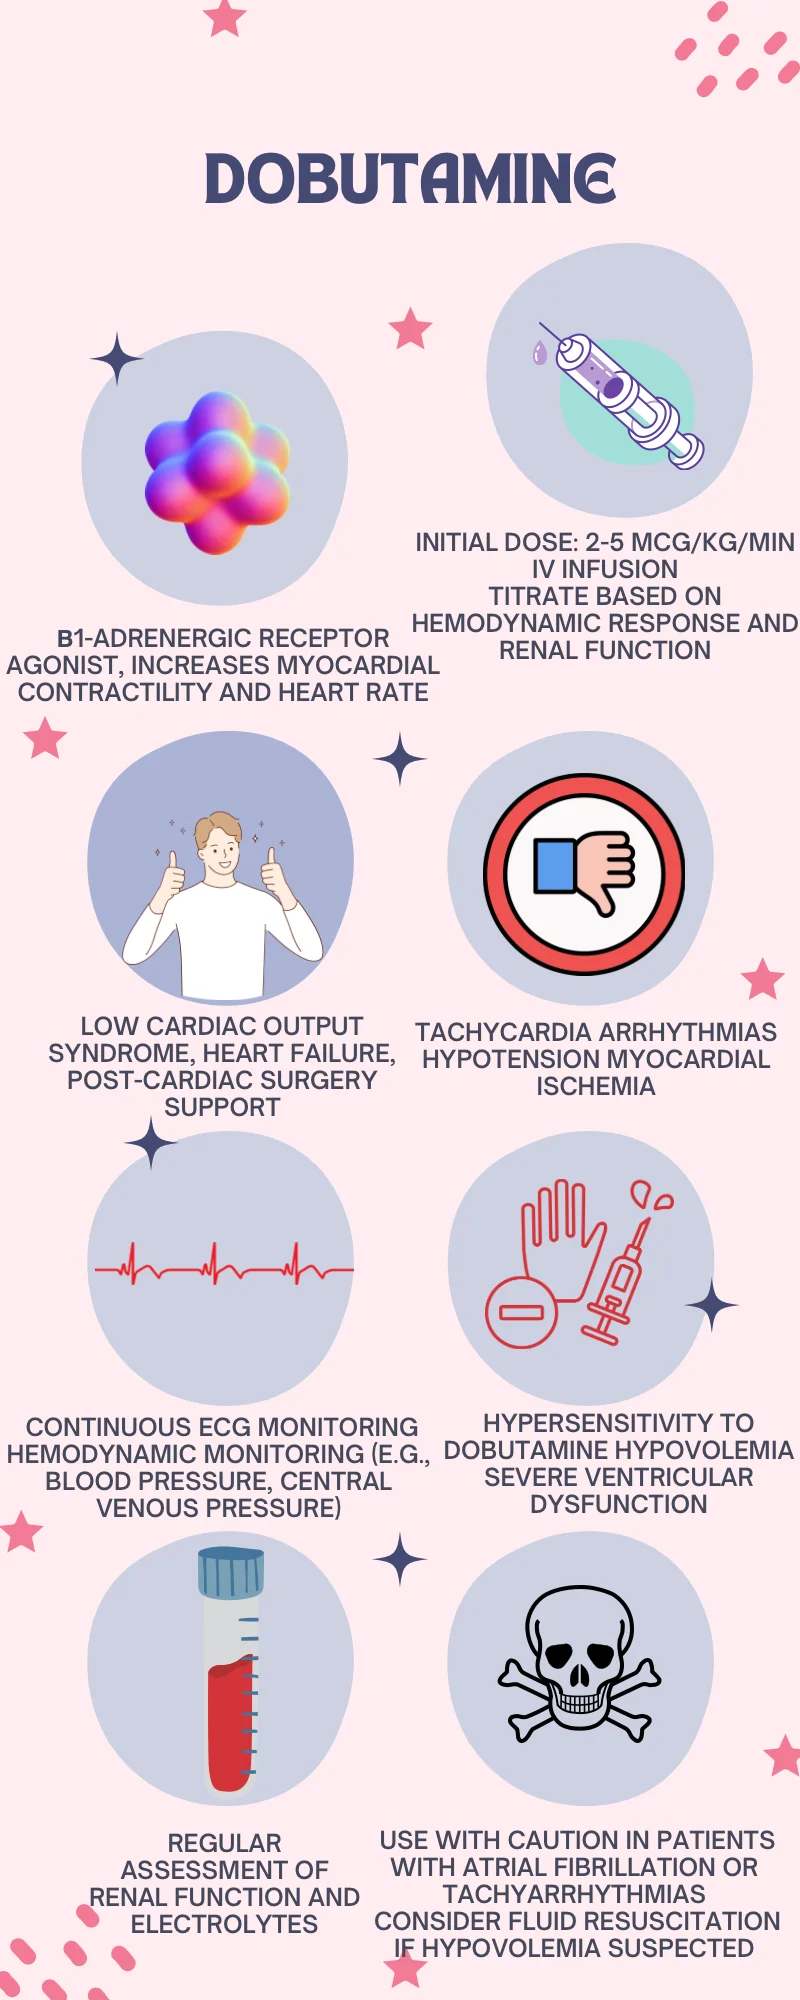 DOBUTAMINE
INITIAL DOSE: 2-5 MCG/KG/MIN
IV INFUSION
TITRATE BASED ON
HEMODYNAMIC RESPONSE AND
RENAL FUNCTION
B1-ADRENERGIC RECEPTOR
AGONIST, INCREASES MYOCARDIAL
CONTRACTILITY AND HEART RATE
LOW CARDIAC OUTPUT
SYNDROME, HEART FAILURE,
POST-CARDIAC SURGERY
SUPPORT
TACHYCARDIA ARRHYTHMIAS
HYPOTENSION MYOCARDIAL
ISCHEMIA
CONTINUOUS ECG MONITORING
HEMODYNAMIC MONITORING (E.G.,
BLOOD PRESSURE, CENTRAL
VENOUS PRESSURE)
HYPERSENSITIVITY TO
DOBUTAMINE HYPOVOLEMIA
SEVERE VENTRICULAR
DYSFUNCTION
REGULAR
ASSESSMENT OF
RENAL FUNCTION AND
ELECTROLYTES
USE WITH CAUTION IN PATIENTS
WITH ATRIAL FIBRILLATION OR
TACHYARRHYTHMIAS
CONSIDER FLUID RESUSCITATION
IF HYPOVOLEMIA SUSPECTED